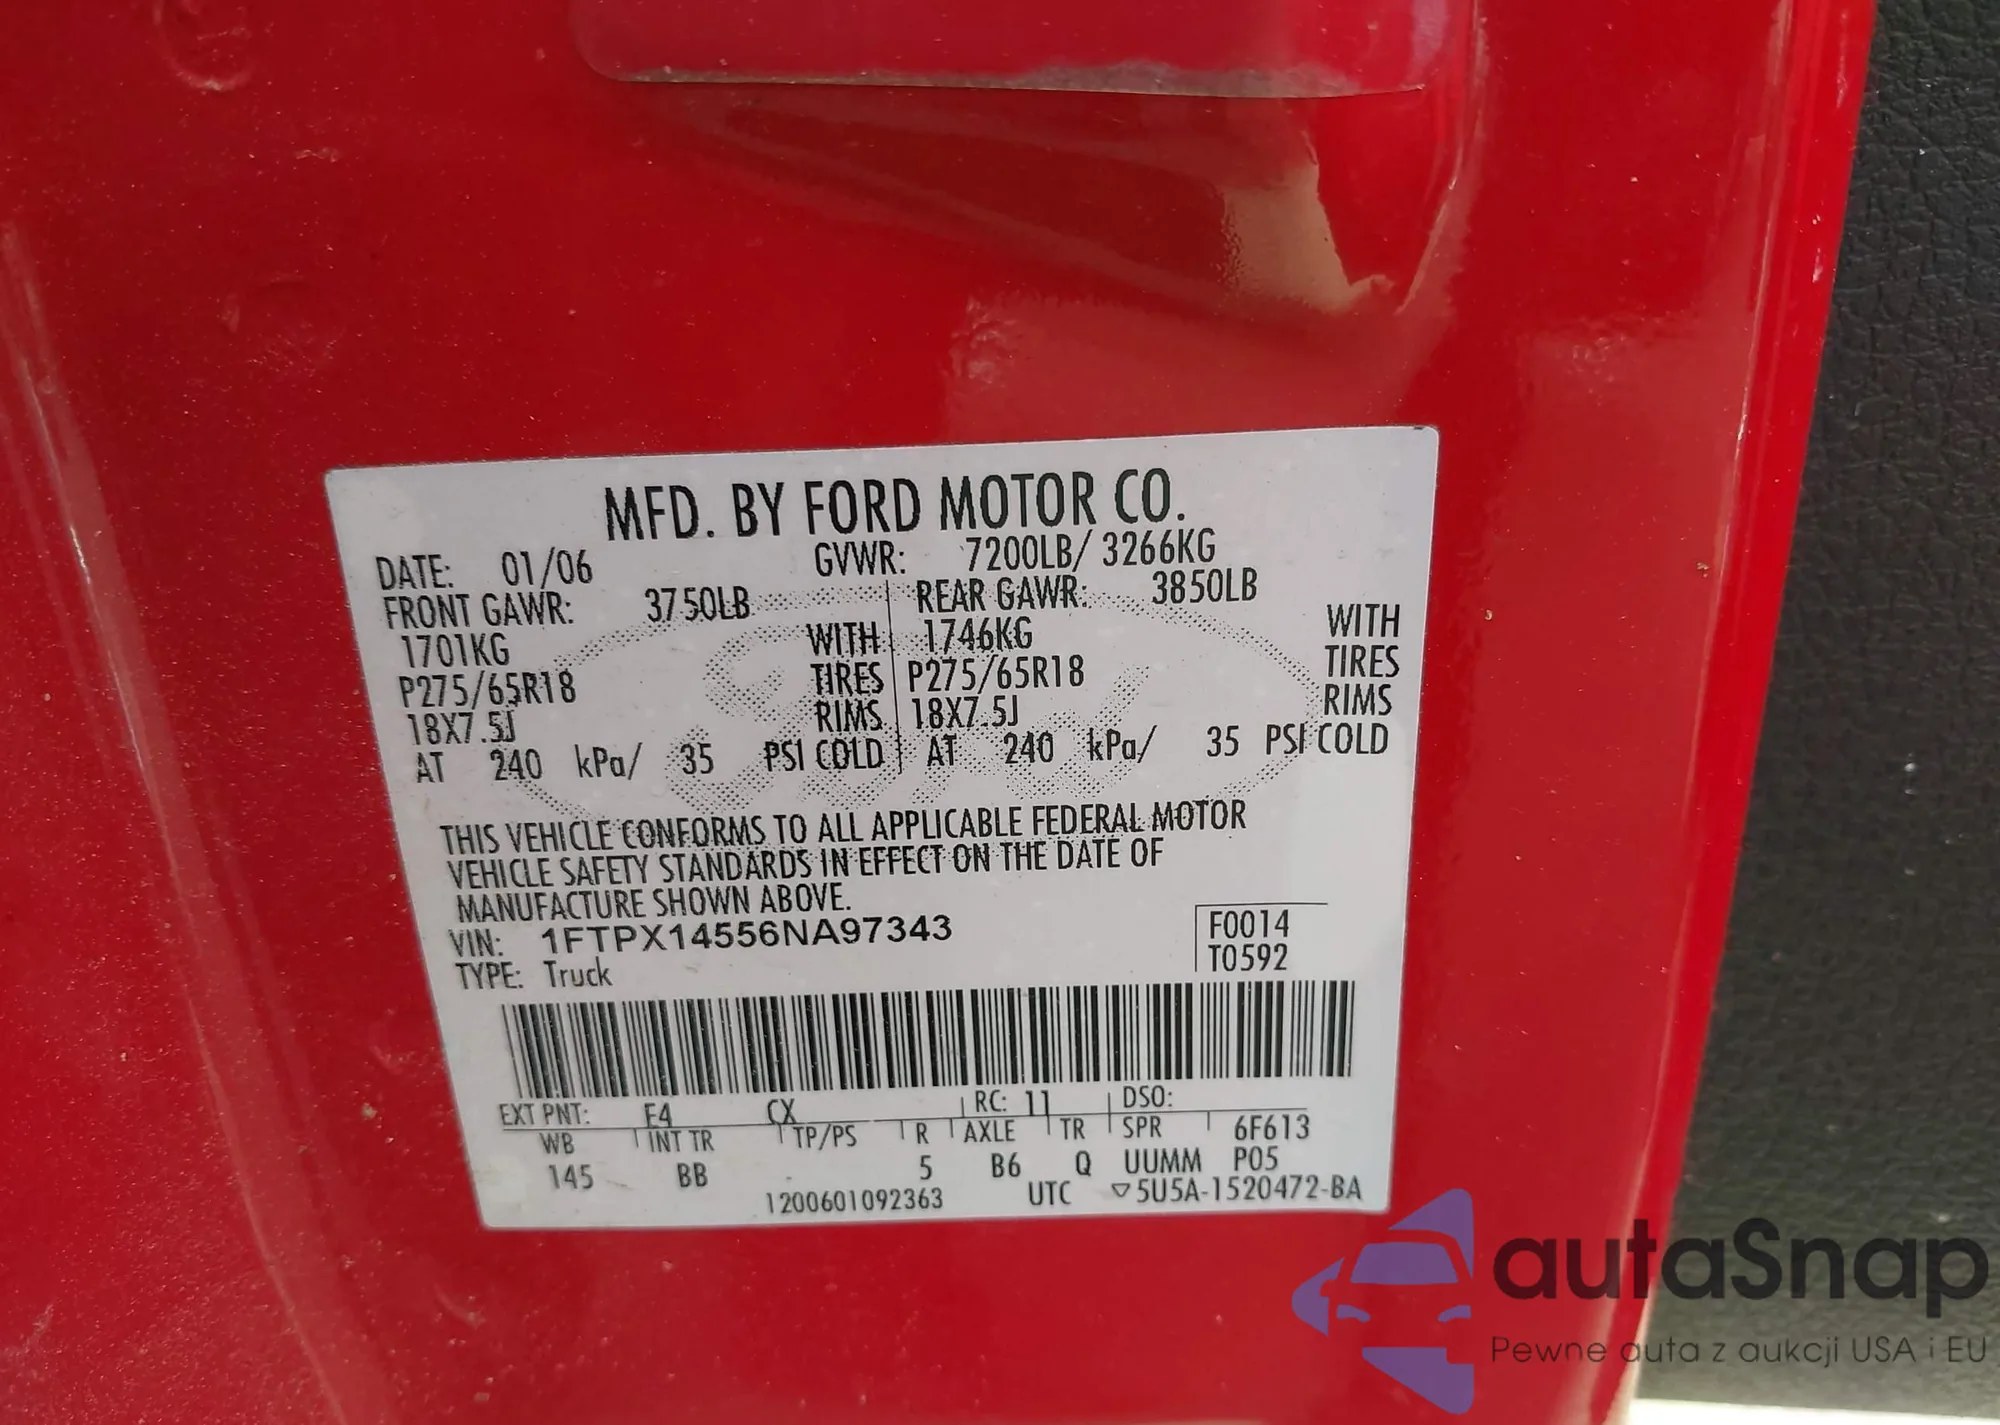 MFD. BY FORD MOTOR CO.
DATE: 01/06 GVWR: 7200LB/ 3266KG
FRONT GAWR: 3750LB REAR GAWR: 3850LB
1701KG WITH 1746KG WITH
P275/65R18 TIRES P275/65R18 TIRES
18X7.5J RIMS 18X7.5J RIMS
AT 240 kPa/ 35 PSI COLD AT 240 kPa/ 35 PSI COLD
THIS VEHICLE CONFORMS TO ALL APPLICABLE FEDERAL MOTOR
VEHICLE SAFETY STANDARDS IN EFFECT ON THE DATE OF
MANUFACTURE SHOWN ABOVE.
VIN: 1FTPX14556NA97343 F0014
TYPE: Truck T0592
EXT PNT: E4 CX RC: 11 DSO:
WB INT TR TP/PS R AXLE TR SPR 6F613
145 BB 5 B6 Q UUMM P05
1200601092363 UTC ▽5U5A-1520472-BA
autaSnap
Pewne auta z aukcji USA i EU